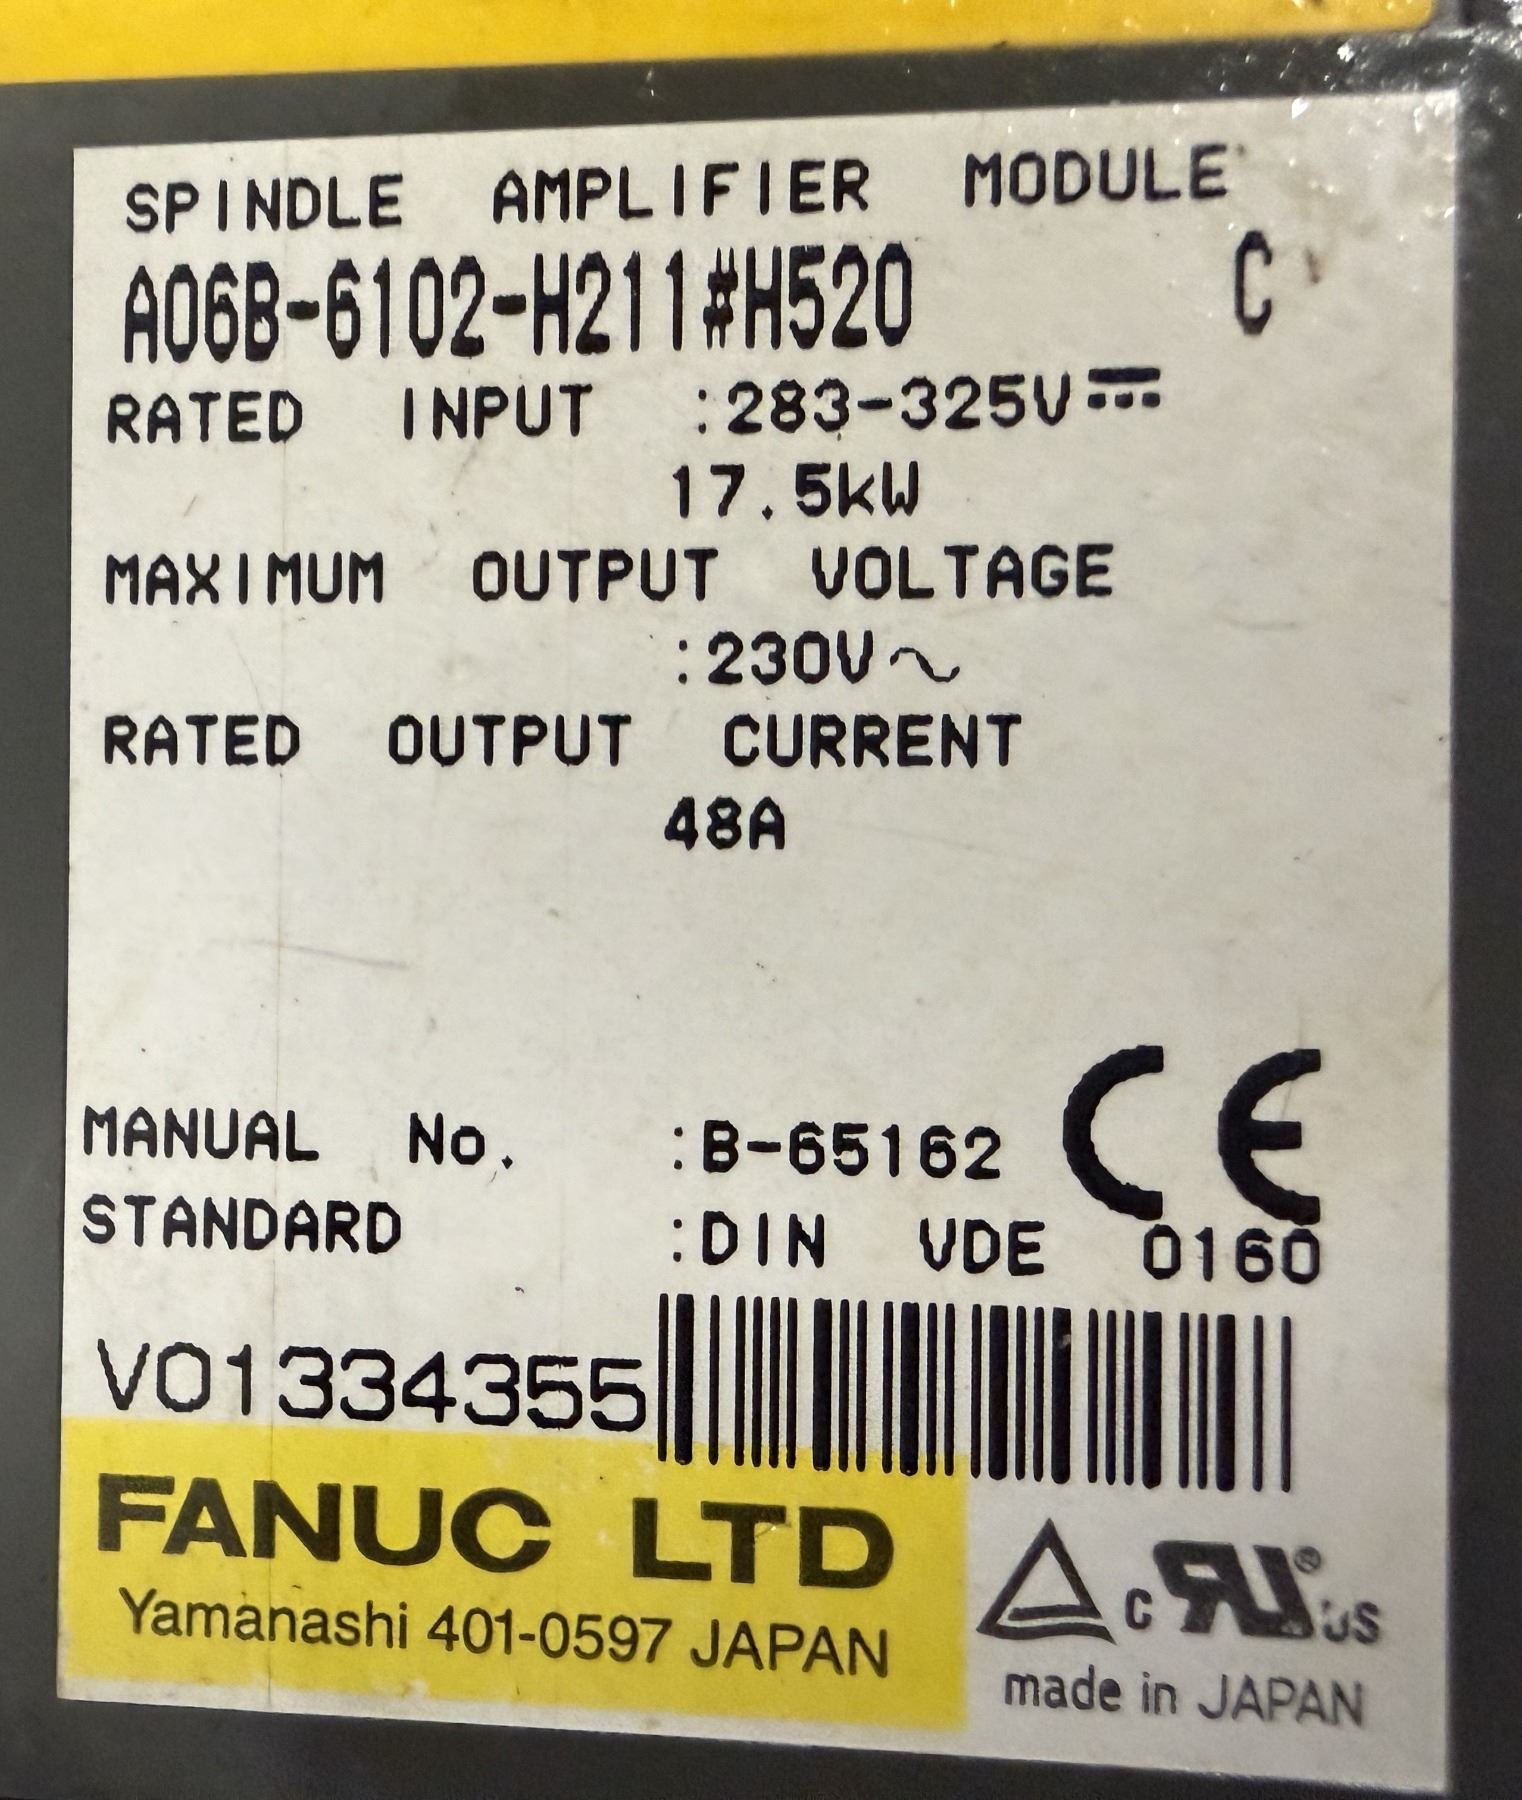 SPINDLE AMPLIFIER MODULE
A06B-6102-H211#H520 C
RATED INPUT :283-325V⎓
17.5kW
MAXIMUM OUTPUT VOLTAGE
:230V∿
RATED OUTPUT CURRENT
48A
MANUAL No. :B-65162 CE
STANDARD :DIN VDE 0160
V01334355
FANUC LTD
Yamanashi 401-0597 JAPAN
c RU® US
made in JAPAN